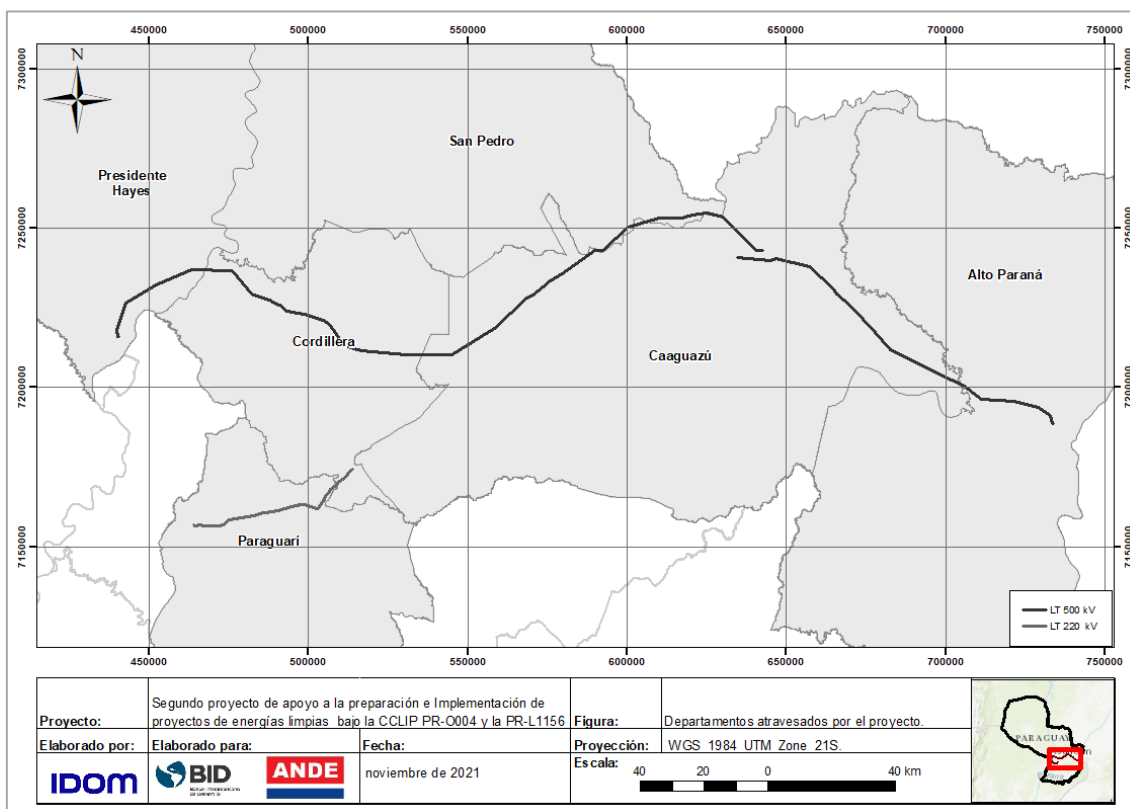 450000 500000 550000 600000 650000 700000 750000
N
7300000
7300000
San Pedro
Presidente
Hayes
7250000
7250000
Alto Paraná
Cordillera
Caaguazú
7200000
7200000
Paraguarí
7150000
7150000
LT 500 kV
LT 220 kV
450000 500000 550000 600000 650000 700000 750000
Proyecto:
Segundo proyecto de apoyo a la preparación e Implementación de
proyectos de energías limpias bajo la CCLIP PR-O004 y la PR-L1156
Figura:
Departamentos atravesados por el proyecto.
Elaborado por:
Elaborado para:
Fecha:
Proyección:
WGS 1984 UTM Zone 21S.
IDOM
BID
ANDE
noviembre de 2021
Escala:
40 20 0 40 km
PARAGUAY